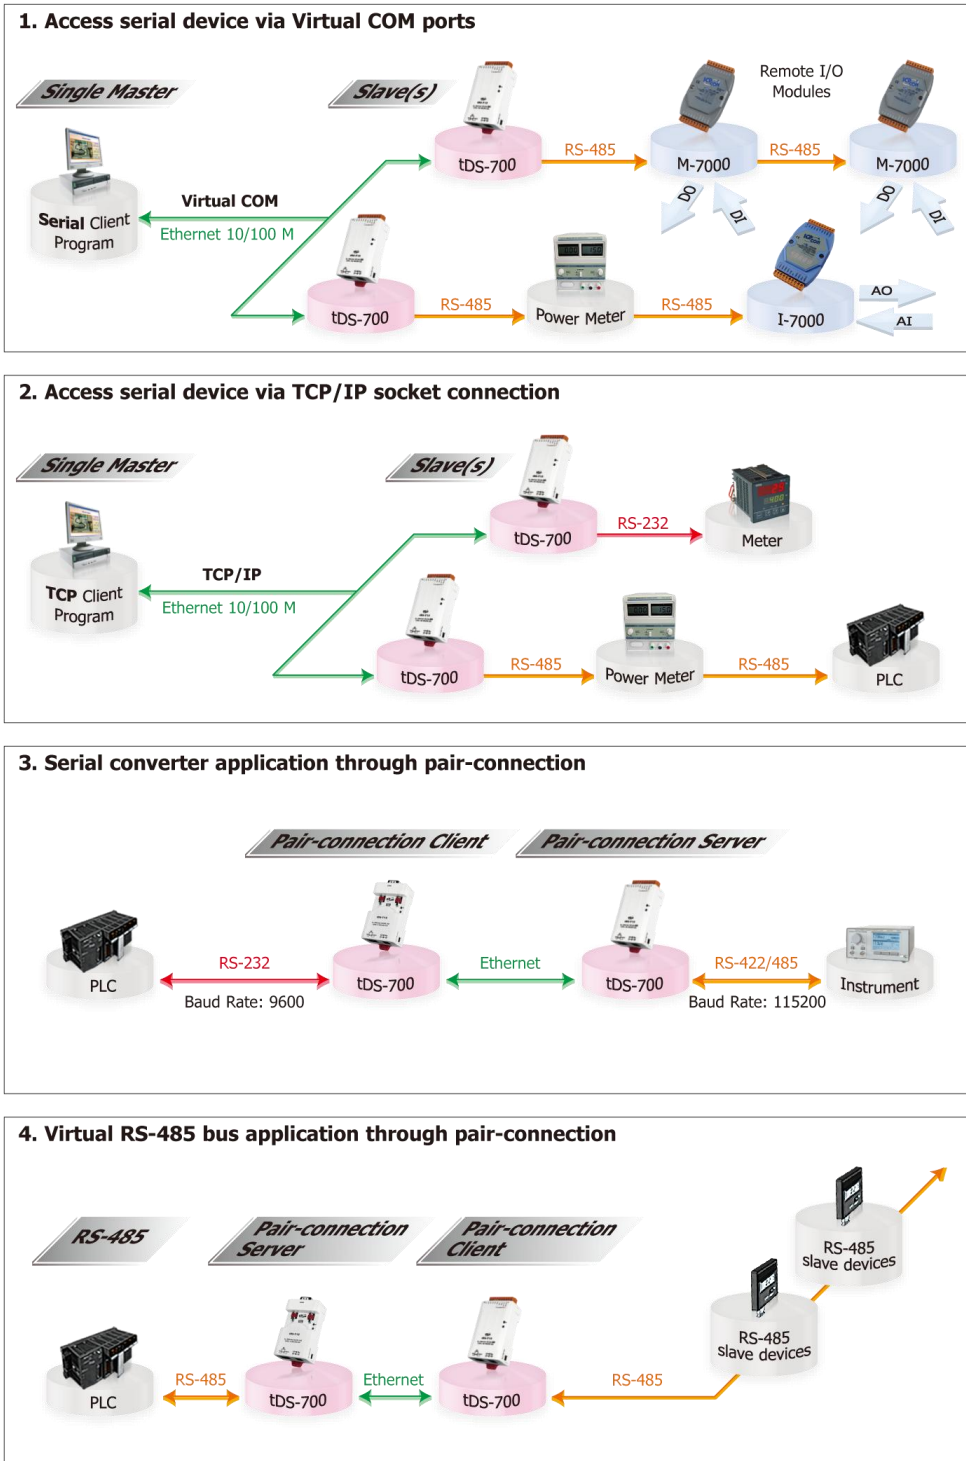 1. Access serial device via Virtual COM ports
Single Master
Slave(s)
Remote I/O
Modules
tDS-700
RS-485
M-7000
RS-485
M-7000
DO
DI
DO
DI
Serial Client
Program
Virtual COM
Ethernet 10/100 M
tDS-700
RS-485
Power Meter
RS-485
I-7000
AO
AI
2. Access serial device via TCP/IP socket connection
Single Master
Slave(s)
tDS-700
RS-232
Meter
TCP Client
Program
TCP/IP
Ethernet 10/100 M
tDS-700
RS-485
Power Meter
RS-485
PLC
3. Serial converter application through pair-connection
Pair-connection Client
Pair-connection Server
PLC
RS-232
Baud Rate: 9600
tDS-700
Ethernet
tDS-700
RS-422/485
Baud Rate: 115200
Instrument
4. Virtual RS-485 bus application through pair-connection
RS-485
Pair-connection
Server
Pair-connection
Client
RS-485
slave devices
RS-485
slave devices
PLC
RS-485
tDS-700
Ethernet
tDS-700
RS-485